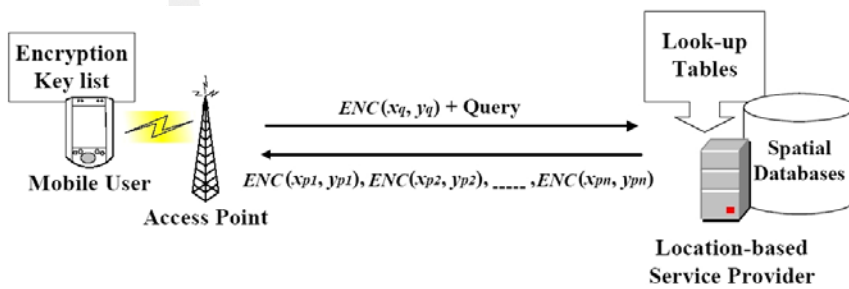 Encryption
Key list
Mobile User
Access Point
ENC(xq, yq) + Query
ENC(xp1, yp1), ENC(xp2, yp2), _____ , ENC(xpn, ypn)
Look-up
Tables
Spatial
Databases
Location-based
Service Provider